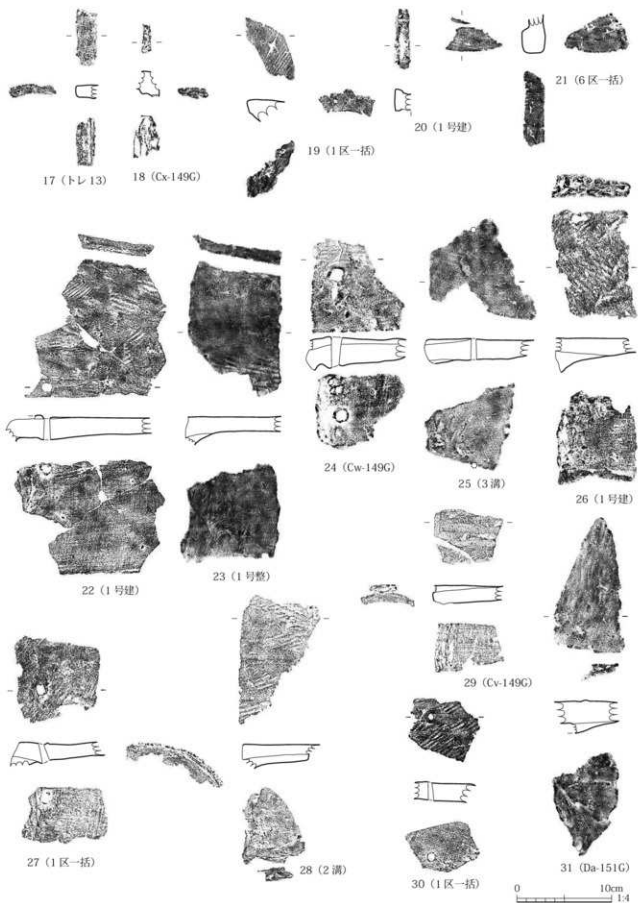 17（トレ 13）
18（Cx-149G）
19（1区一括）
20（1号建）
21（6区一括）
22（1号建）
23（1号整）
24（Cw-149G）
25（3溝）
26（1号建）
27（1区一括）
28（2溝）
29（Cv-149G）
30（1区一括）
31（Da-151G）
0 10cm
1:4